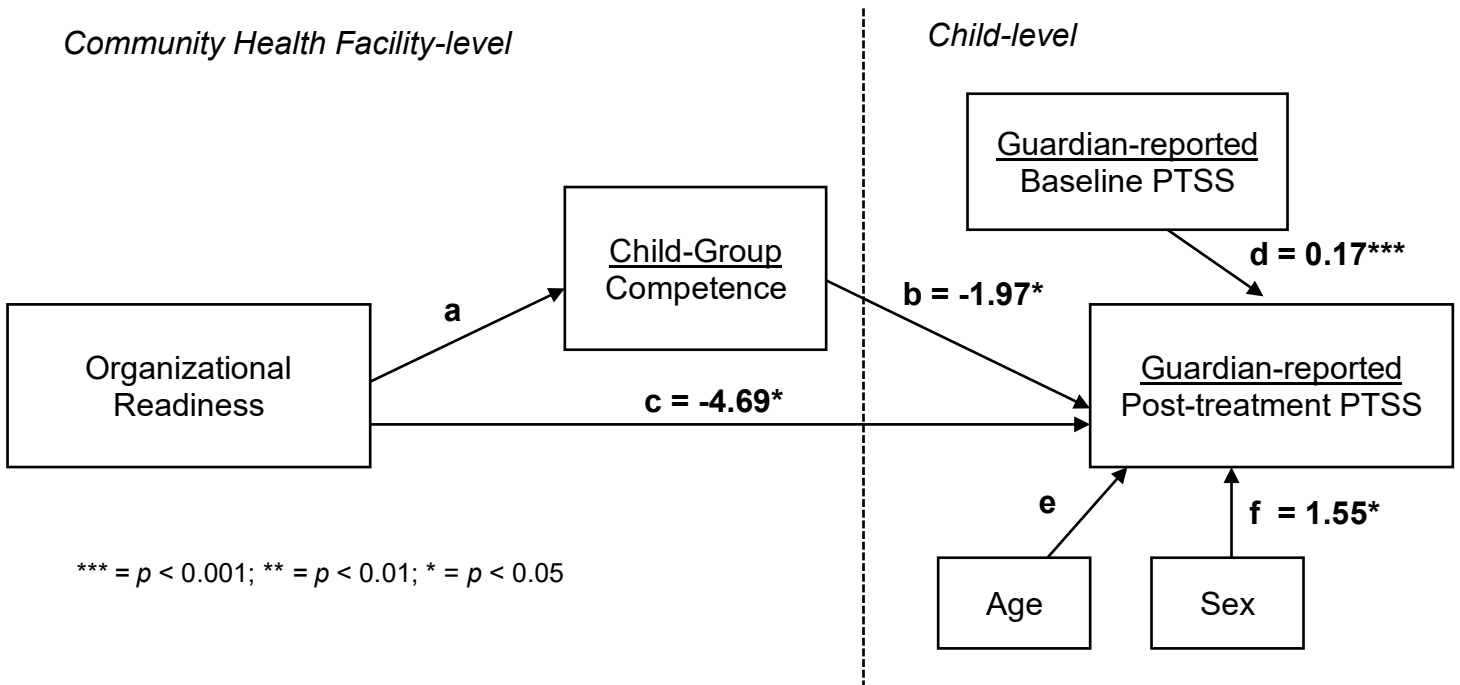 Community Health Facility-level
Child-level
Guardian-reported
Baseline PTSS
d = 0.17***
Child-Group
Competence
a
b = -1.97*
Organizational
Readiness
c = -4.69*
Guardian-reported
Post-treatment PTSS
e
f = 1.55*
*** = p < 0.001; ** = p < 0.01; * = p < 0.05
Age
Sex